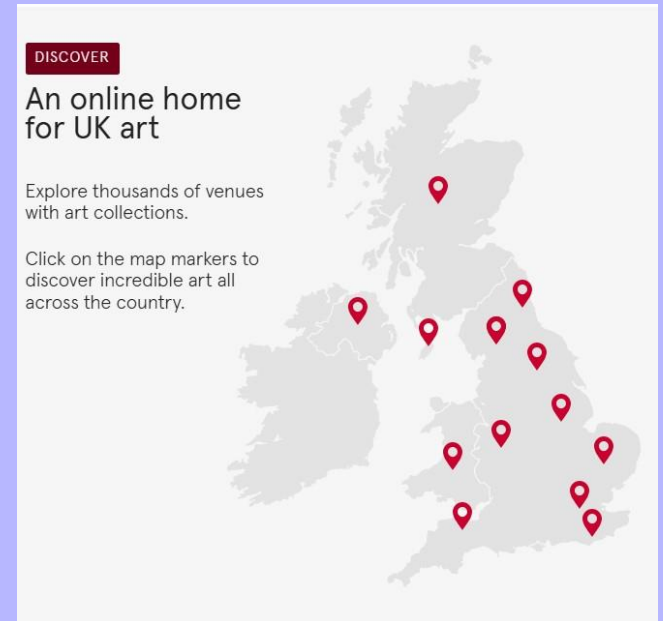 DISCOVER
An online home
for UK art
Explore thousands of venues
with art collections.
Click on the map markers to
discover incredible art all
across the country.